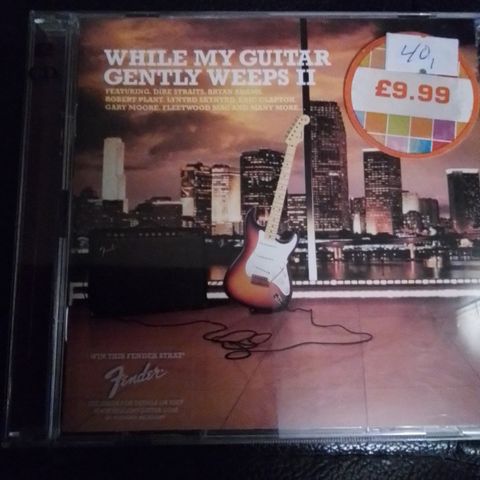 WHILE MY GUITAR
GENTLY WEEPS II
FEATURING, DIRE STRAITS, BRYAN ADAMS,
ROBERT PLANT, LYNYRD SKYNYRD, ERIC CLAPTON,
GARY MOORE, FLEETWOOD MAC AND MANY MORE...
40,
£9.99
Fender
WIN THIS FENDER STRAT
Fender